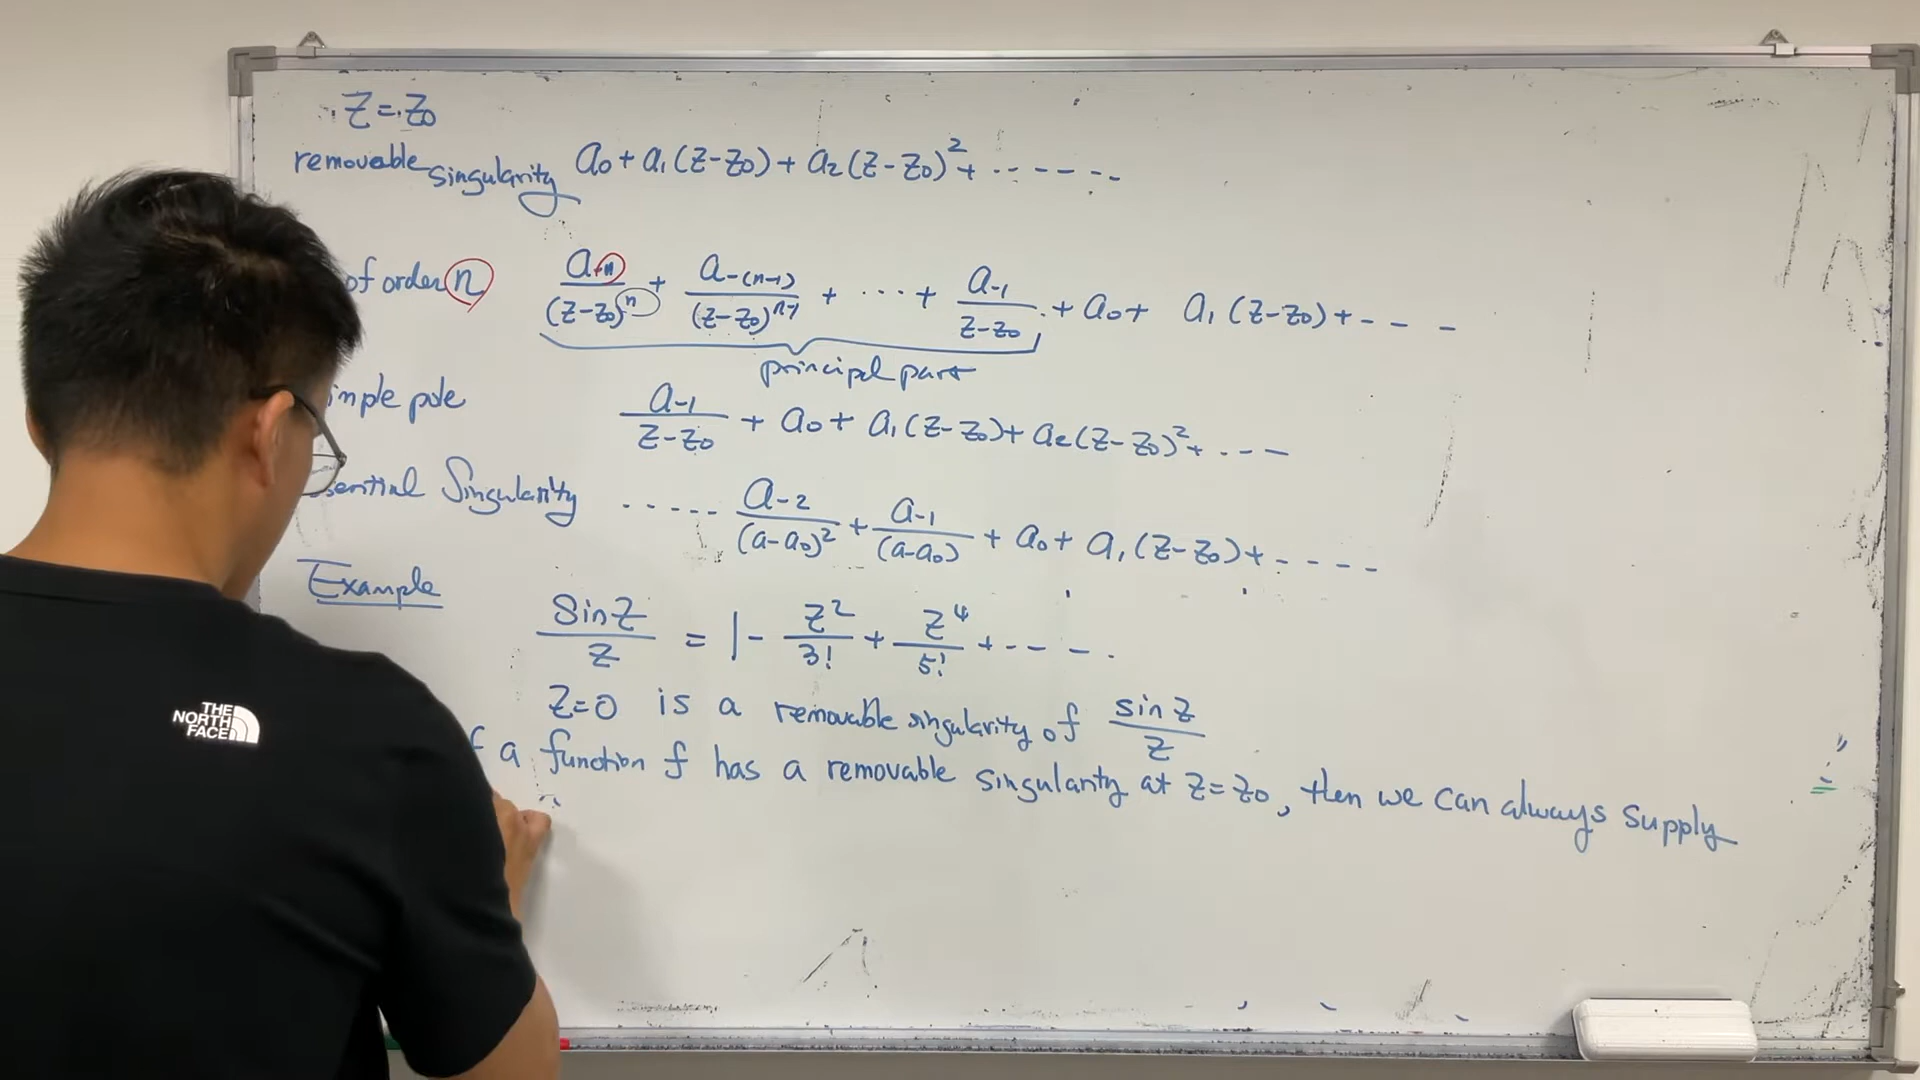 Z = Z₀
removable singularity a₀ + a₁(z-z₀) + a₂(z-z₀)² + ------
of order n a₋ₙ/(z-z₀)ⁿ + a₋₍ₙ₋₁₎/(z-z₀)ⁿ⁻¹ + ... + a₋₁/z-z₀ + a₀ + a₁(z-z₀) + - - -
principal part
imple pole a₋₁/z-z₀ + a₀ + a₁(z-z₀) + a₂(z-z₀)² + ----
sential Singularity ..... a₋₂/(a-a₀)² + a₋₁/(a-a₀) + a₀ + a₁(z-z₀) + - - - -
Example
Sin z/z = 1 - z²/3! + z⁴/5! + -- - .
Z=0 is a removable singularity of sin z/z
f a function f has a removable singularity at z = z₀, then we can always supply
THE
NORTH
FACE